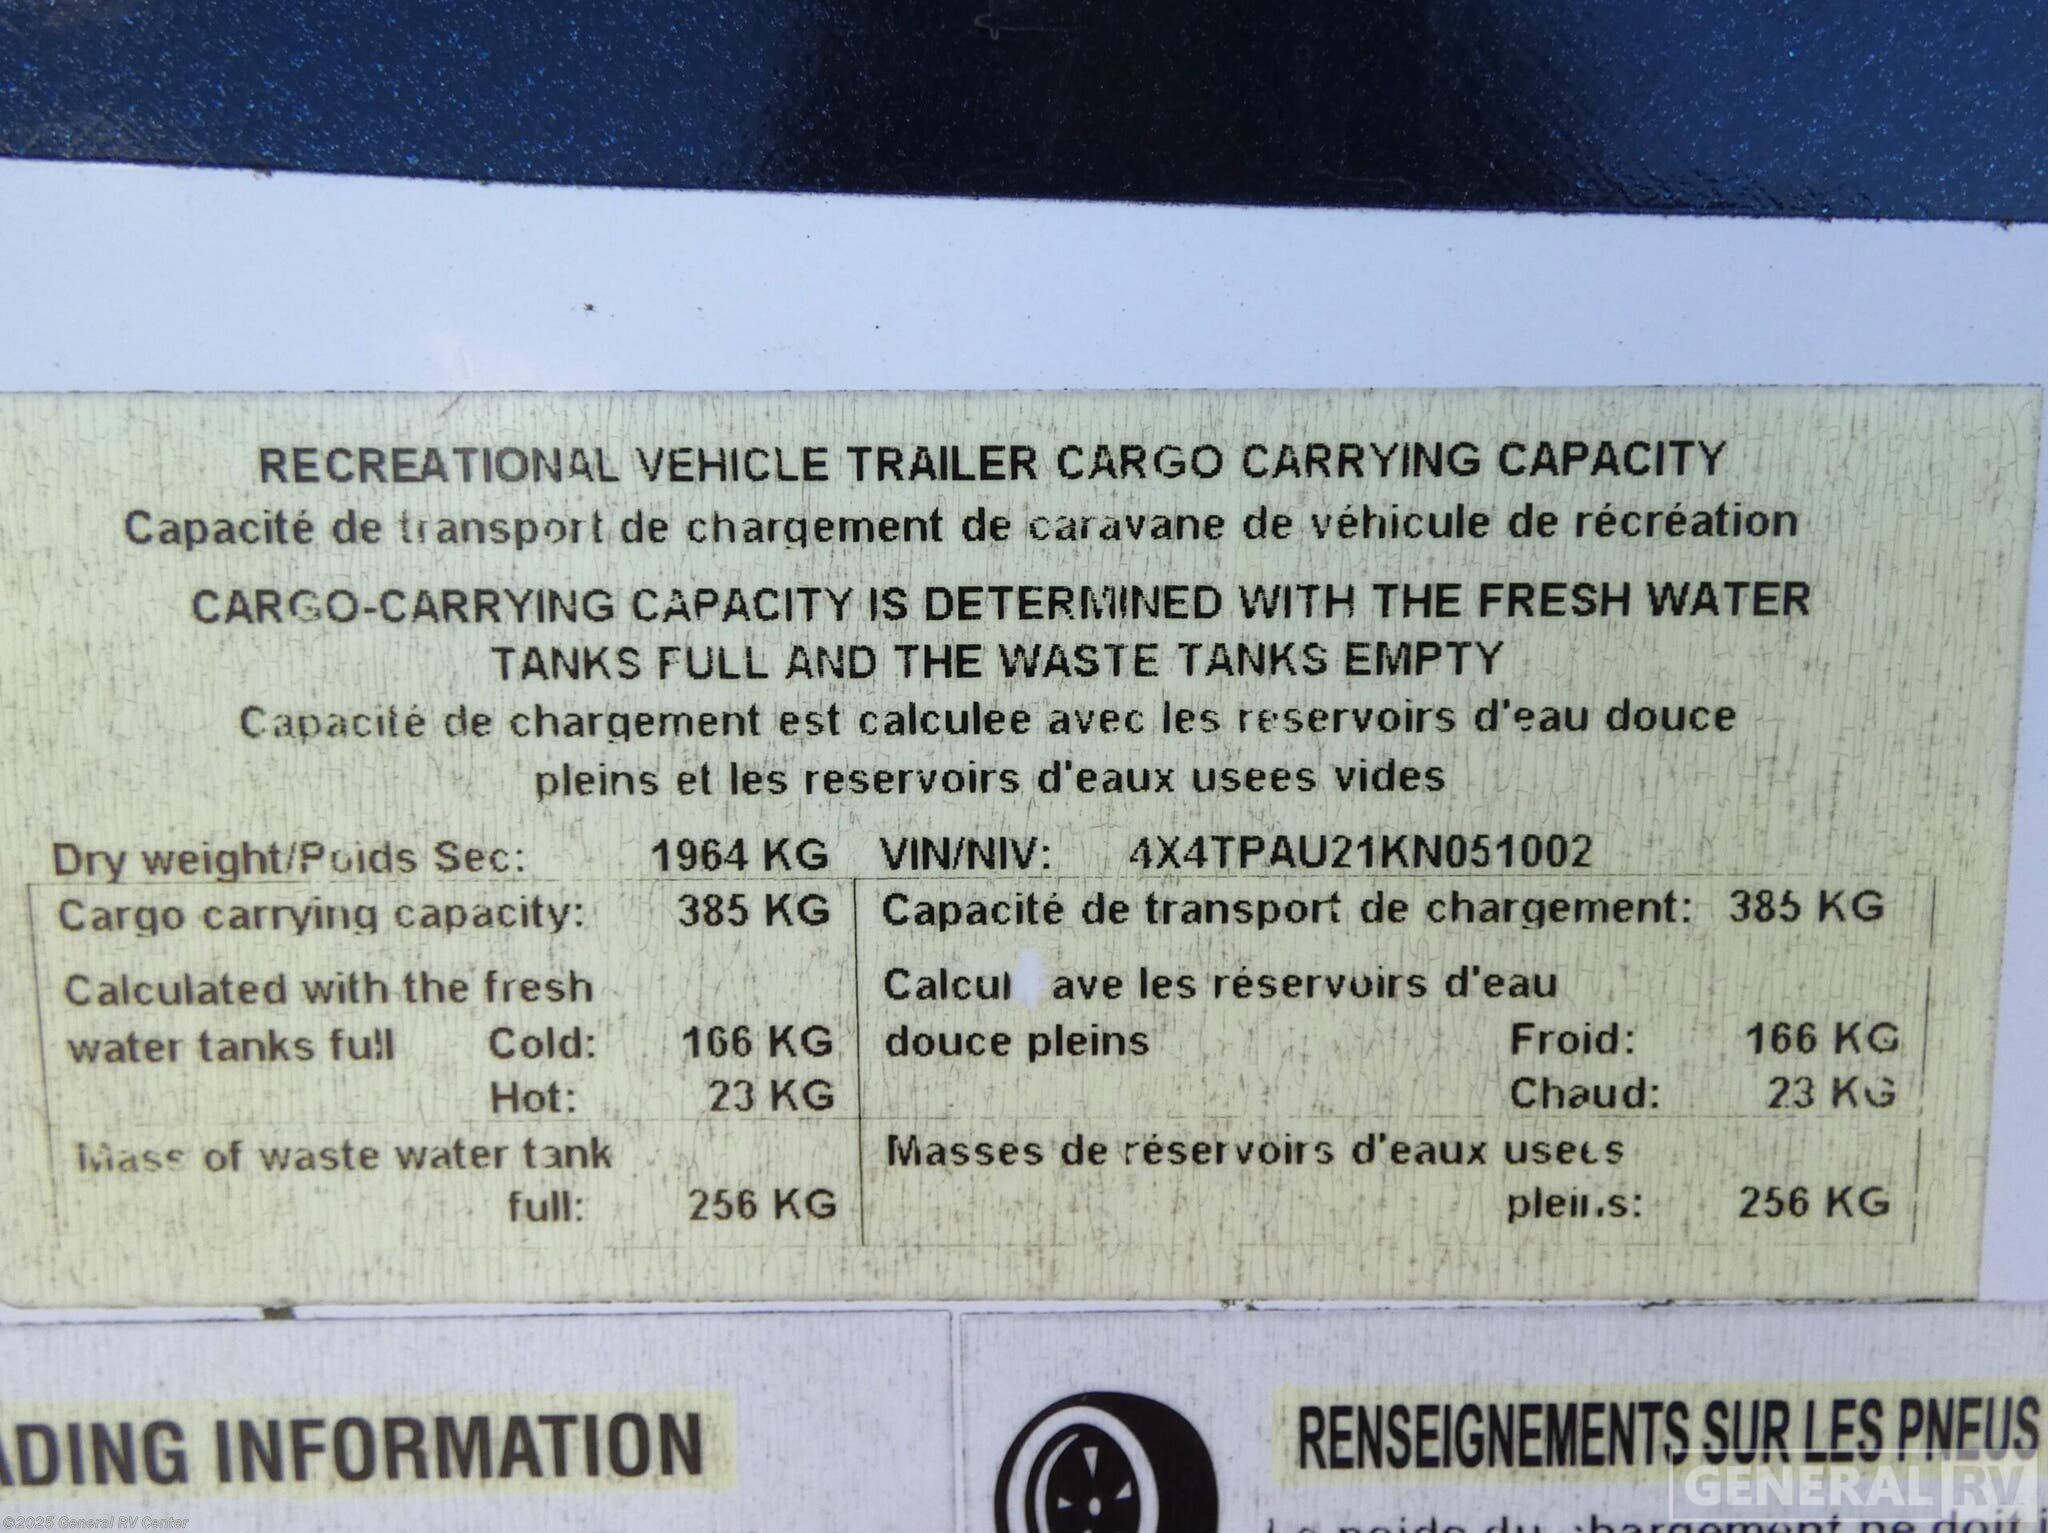 RECREATIONAL VEHICLE TRAILER CARGO CARRYING CAPACITY
Capacité de transport de chargement de caravane de véhicule de récréation
CARGO-CARRYING CAPACITY IS DETERMINED WITH THE FRESH WATER
TANKS FULL AND THE WASTE TANKS EMPTY
Capacité de chargement est calculee avec les reservoirs d'eau douce
pleins et les reservoirs d'eaux usees vides
Dry weight/Poids Sec: 1964 KG VIN/NIV: 4X4TPAU21KN051002
Cargo carrying capacity: 385 KG Capacité de transport de chargement: 385 KG
Calculated with the fresh Calcul ave les réservoirs d'eau
water tanks full Cold: 166 KG douce pleins Froid: 166 KG
Hot: 23 KG Chaud: 23 KG
Mass of waste water tank Masses de réservoirs d'eaux usees
full: 256 KG pleins: 256 KG
ADING INFORMATION RENSEIGNEMENTS SUR LES PNEUS
GENERAL RV
©2025 General RV Center